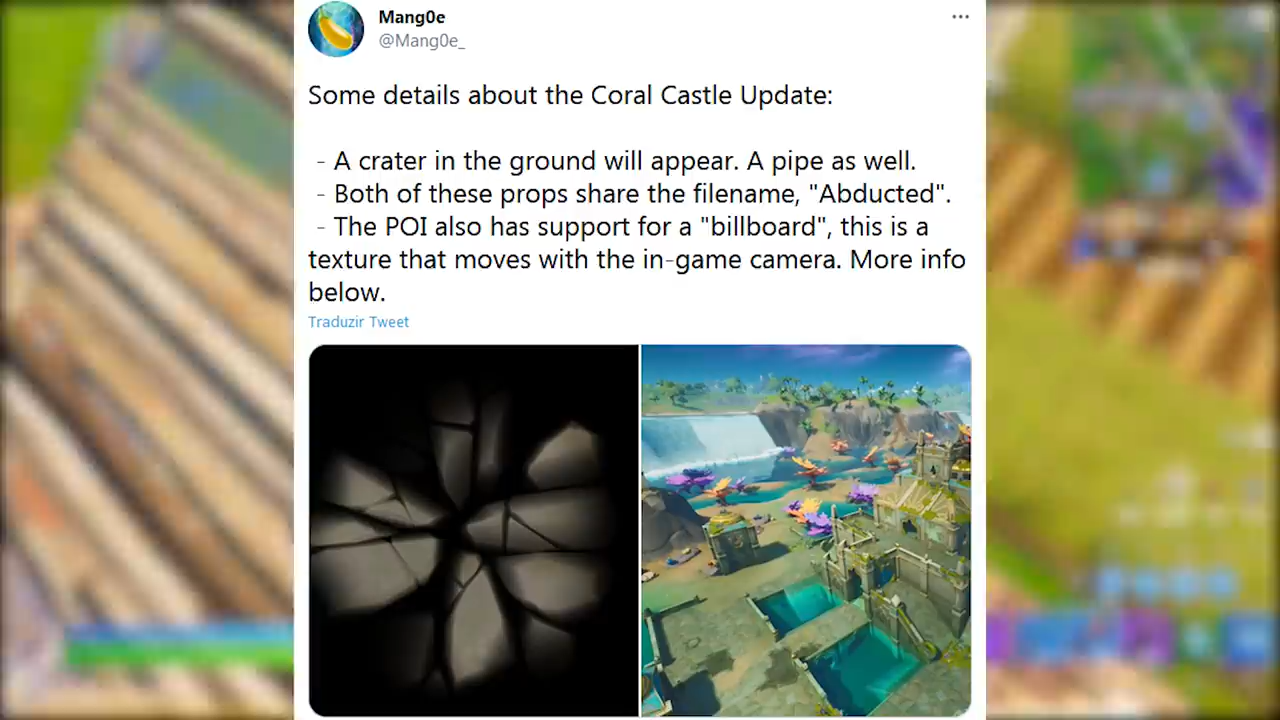 Mang0e
@Mang0e_
Some details about the Coral Castle Update:
- A crater in the ground will appear. A pipe as well.
- Both of these props share the filename, "Abducted".
- The POI also has support for a "billboard", this is a
texture that moves with the in-game camera. More info
below.
Traduzir Tweet